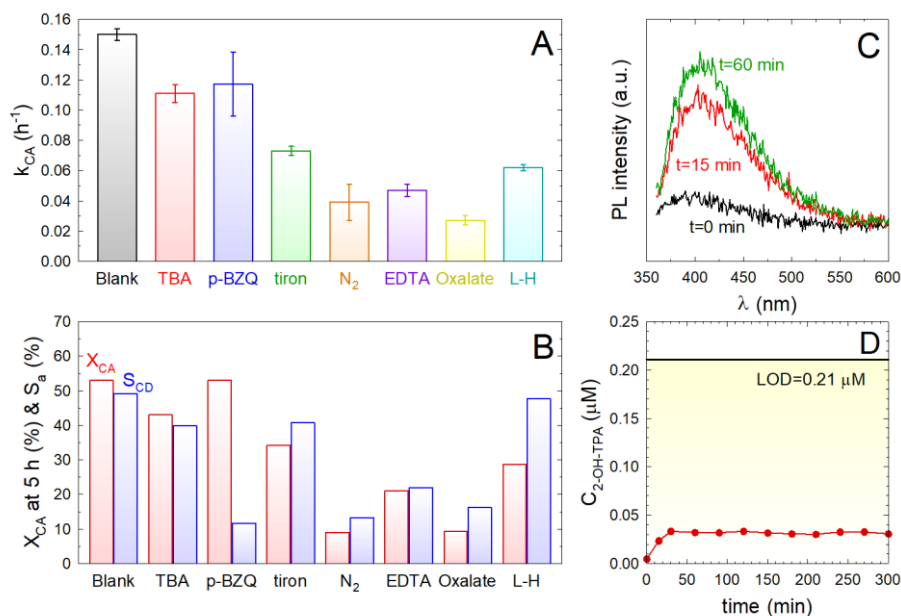 A
k_CA (h⁻¹)
0.16
0.14
0.12
0.10
0.08
0.06
0.04
0.02
0.00
Blank TBA p-BZQ tiron N₂ EDTA Oxalate L-H
C
PL intensity (a.u.)
t=60 min
t=15 min
t=0 min
350 400 450 500 550 600
λ (nm)
B
X_CA at 5 h (%) & S_a (%)
70
60
50
40
30
20
10
0
X_CA
S_CD
Blank TBA p-BZQ tiron N₂ EDTA Oxalate L-H
D
C_2-OH-TPA (μM)
0.25
0.20
0.15
0.10
0.05
0.00
LOD=0.21 μM
0 50 100 150 200 250 300
time (min)